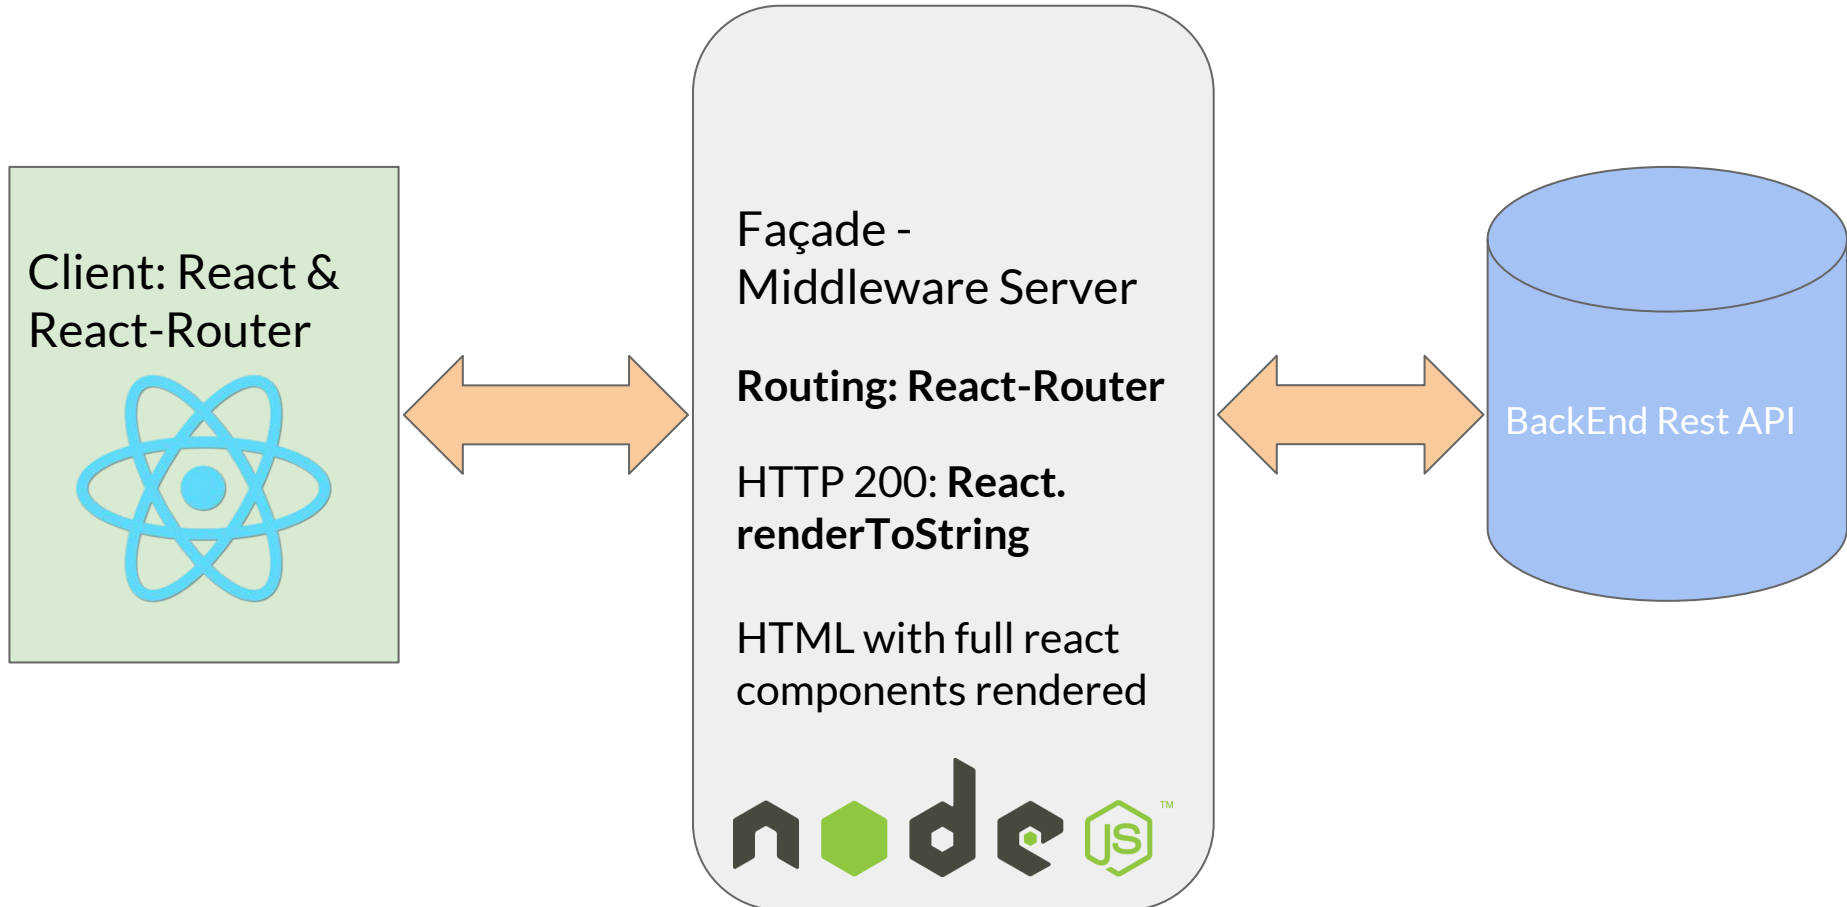 Client: React &
React-Router
Façade -
Middleware Server
Routing: React-Router
HTTP 200: React.
renderToString
HTML with full react
components rendered
node
JS
™
BackEnd Rest API